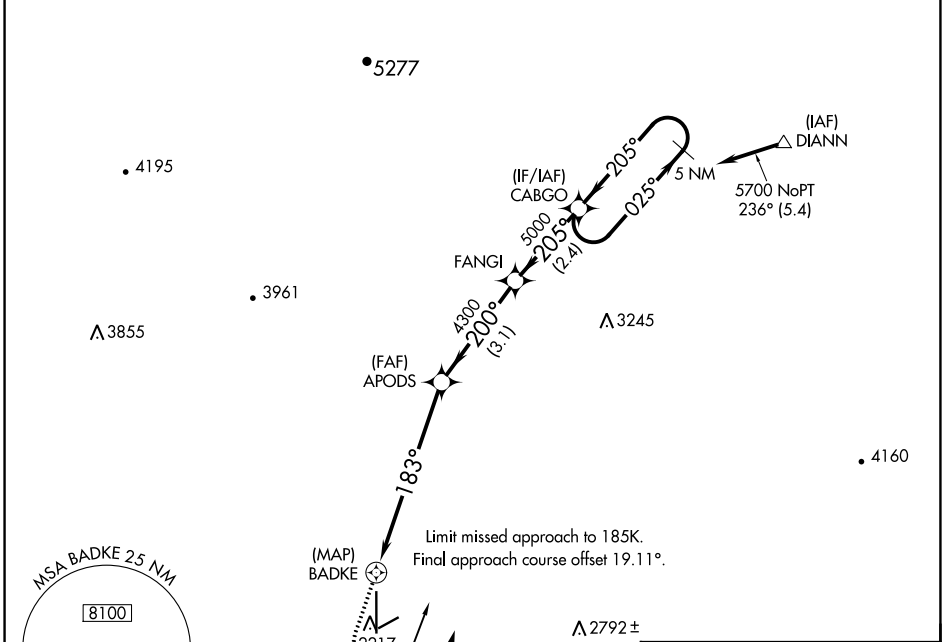 5277
(IAF)
DIANN
4195
205°
5 NM
5700 NoPT
236° (5.4)
(IF/IAF)
CABGO
025°
5000
205°
(2.4)
FANGI
3961
4300
200°
(3.1)
3245
3855
(FAF)
APODS
4160
183°
Limit missed approach to 185K.
Final approach course offset 19.11°.
(MAP)
BADKE
MSA BADKE 25 NM
8100
2792 ±